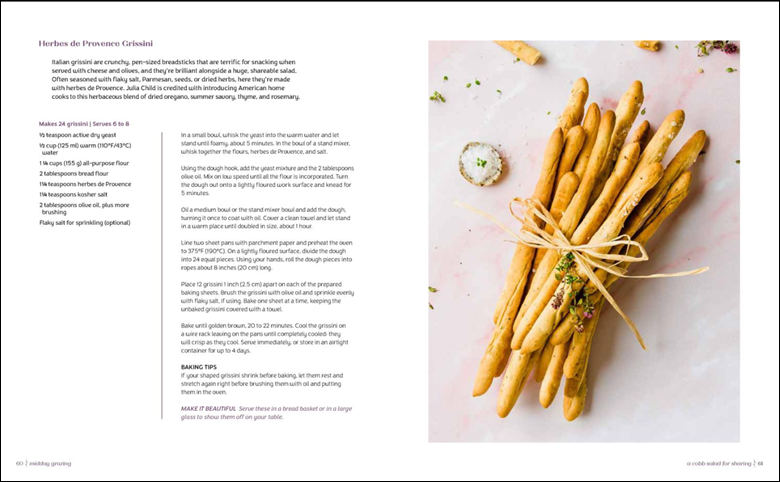 Herbes de Provence Grissini
Italian grissini are crunchy, pen-sized breadsticks that are terrific for snacking when
served with cheese and olives, and they're brilliant alongside a huge, shareable salad.
Often seasoned with flaky salt, Parmesan, seeds, or dried herbs, here they're made
with herbes de Provence. Julia Child is credited with introducing American home
cooks to this herbaceous blend of dried oregano, summer savory, thyme, and rosemary.
Makes 24 grissini | Serves 6 to 8
½ teaspoon active dry yeast
½ cup (125 ml) warm (110°F/43°C)
water
1 ¼ cups (155 g) all-purpose flour
2 tablespoons bread flour
1¼ teaspoons herbes de Provence
1¼ teaspoons kosher salt
2 tablespoons olive oil, plus more
brushing
Flaky salt for sprinkling (optional)
In a small bowl, whisk the yeast into the warm water and let
stand until foamy, about 5 minutes. In the bowl of a stand mixer,
whisk together the flours, herbes de Provence, and salt.
Using the dough hook, add the yeast mixture and the 2 tablespoons
olive oil. Mix on low speed until all the flour is incorporated. Turn
the dough out onto a lightly floured work surface and knead for
5 minutes.
Oil a medium bowl or the stand mixer bowl and add the dough,
turning it once to coat with oil. Cover a clean towel and let stand
in a warm place until doubled in size, about 1 hour.
Line two sheet pans with parchment paper and preheat the oven
to 375°F (190°C). On a lightly floured surface, divide the dough
into 24 equal pieces. Using your hands, roll the dough pieces into
ropes about 8 inches (20 cm) long.
Place 12 grissini 1 inch (2.5 cm) apart on each of the prepared
baking sheets. Brush the grissini with olive oil and sprinkle evenly
with flaky salt, if using. Bake one sheet at a time, keeping the
unbaked grissini covered with a towel.
Bake until golden brown, 20 to 22 minutes. Cool the grissini on
a wire rack leaving on the pans until completely cooled; they
will crisp as they cool. Serve immediately, or store in an airtight
container for up to 4 days.
BAKING TIPS
If your shaped grissini shrink before baking, let them rest and
stretch again right before brushing them with oil and putting
them in the oven.
MAKE IT BEAUTIFUL Serve these in a bread basket or in a large
glass to show them off on your table.
60 | midday grazing
a cobb salad for sharing | 61